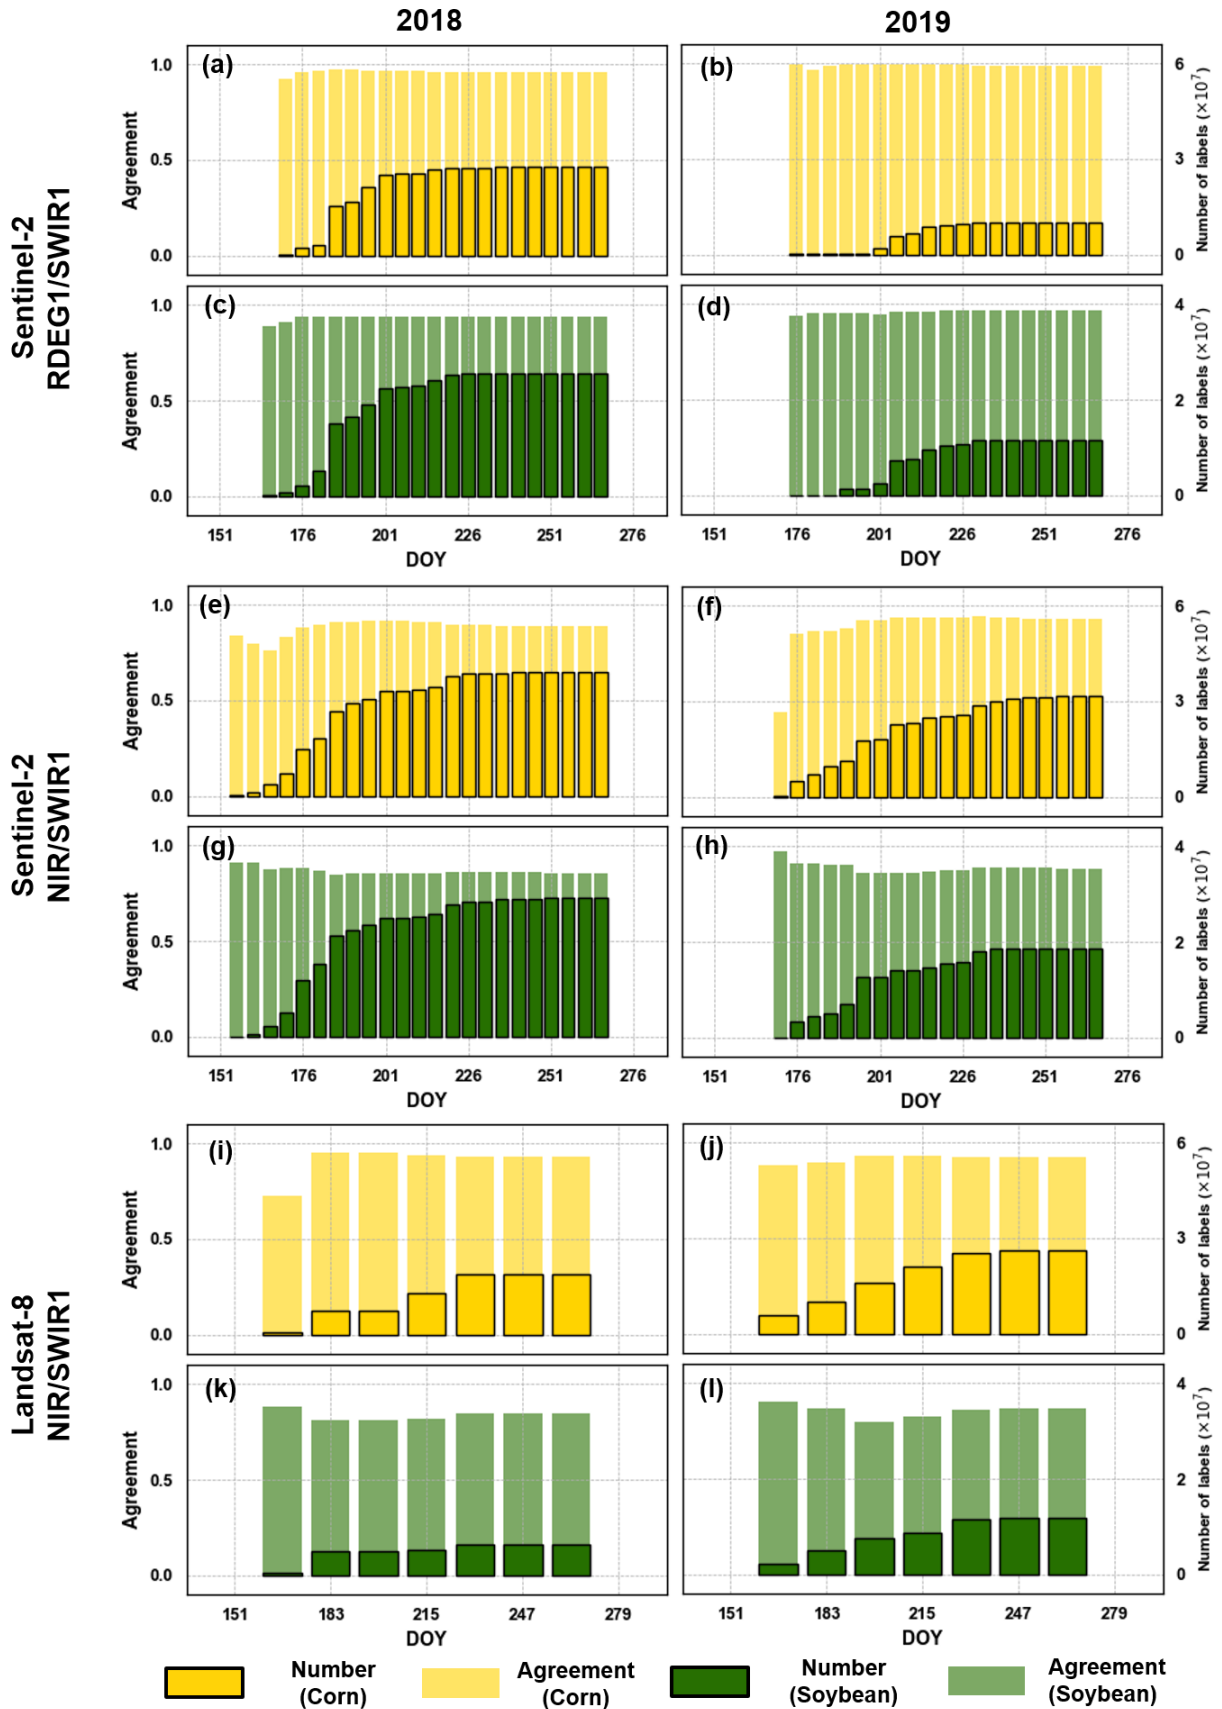 2018
2019
Sentinel-2
RDEG1/SWIR1
(a)
1.0
0.5
0.0
Agreement
(b)
6
3
0
Number of labels (×10⁷)
(c)
1.0
0.5
0.0
Agreement
151
176
201
226
251
276
DOY
(d)
4
2
0
Number of labels (×10⁷)
151
176
201
226
251
276
DOY
Sentinel-2
NIR/SWIR1
(e)
1.0
0.5
0.0
Agreement
(f)
6
3
0
Number of labels (×10⁷)
(g)
1.0
0.5
0.0
Agreement
151
176
201
226
251
276
DOY
(h)
4
2
0
Number of labels (×10⁷)
151
176
201
226
251
276
DOY
Landsat-8
NIR/SWIR1
(i)
1.0
0.5
0.0
Agreement
(j)
6
3
0
Number of labels (×10⁷)
(k)
1.0
0.5
0.0
Agreement
151
183
215
247
279
DOY
(l)
4
2
0
Number of labels (×10⁷)
151
183
215
247
279
DOY
Number
(Corn)
Agreement
(Corn)
Number
(Soybean)
Agreement
(Soybean)